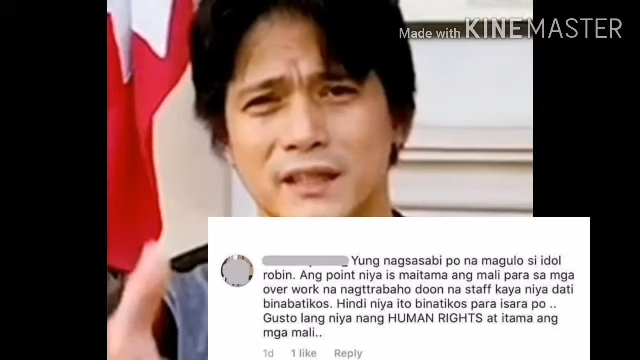 Made with KINEMASTER
Yung nagsasabi po na magulo si idol
robin. Ang point niya is maitama ang mali para sa mga
over work na nagttrabaho doon na staff kaya niya dati
binabatikos. Hindi niya ito binatikos para isara po ..
Gusto lang niya nang HUMAN RIGHTS at itama ang
mga mali..
1d 1 like Reply